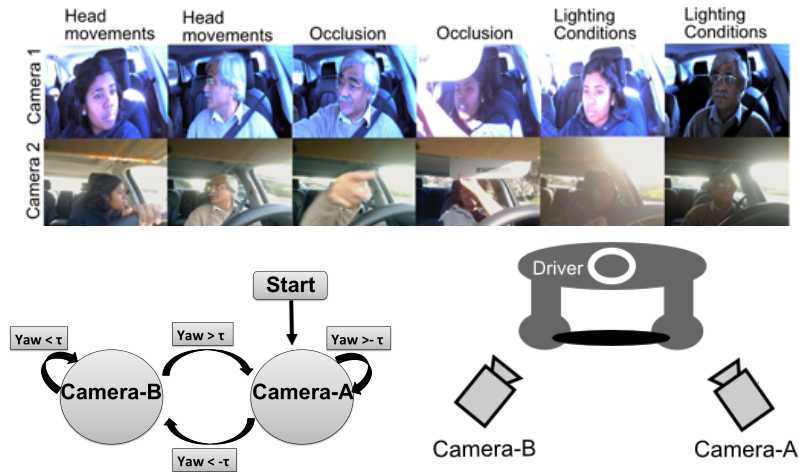 Head
movements
Head
movements
Occlusion
Occlusion
Lighting
Conditions
Lighting
Conditions
Camera 1
Camera 2
Start
Driver
Yaw < τ
Yaw > τ
Yaw >- τ
Camera-B
Camera-A
Yaw < -τ
Camera-B
Camera-A